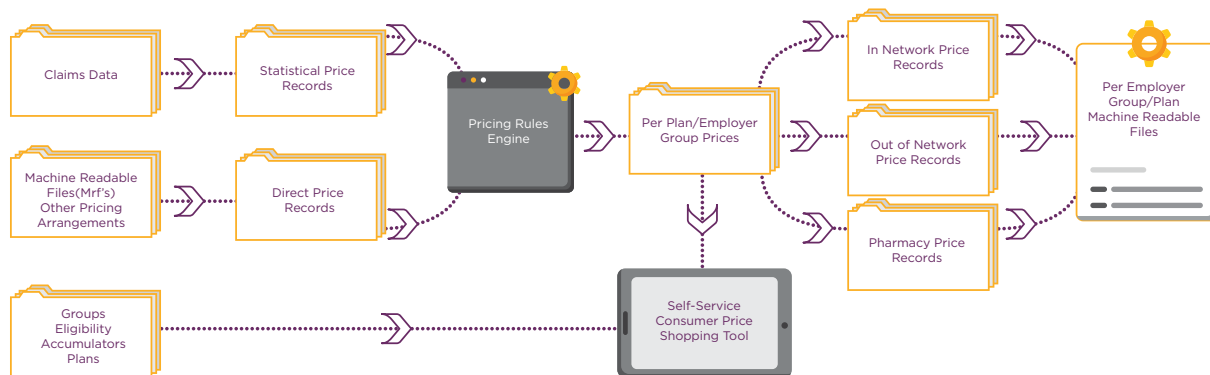 Claims Data
Statistical Price
Records
Machine Readable
Files(Mrf's)
Other Pricing
Arrangements
Direct Price
Records
Groups
Eligibility
Accumulators
Plans
Pricing Rules
Engine
Per Plan/Employer
Group Prices
Self-Service
Consumer Price
Shopping Tool
In Network Price
Records
Out of Network
Price Records
Pharmacy Price
Records
Per Employer
Group/Plan
Machine Readable
Files